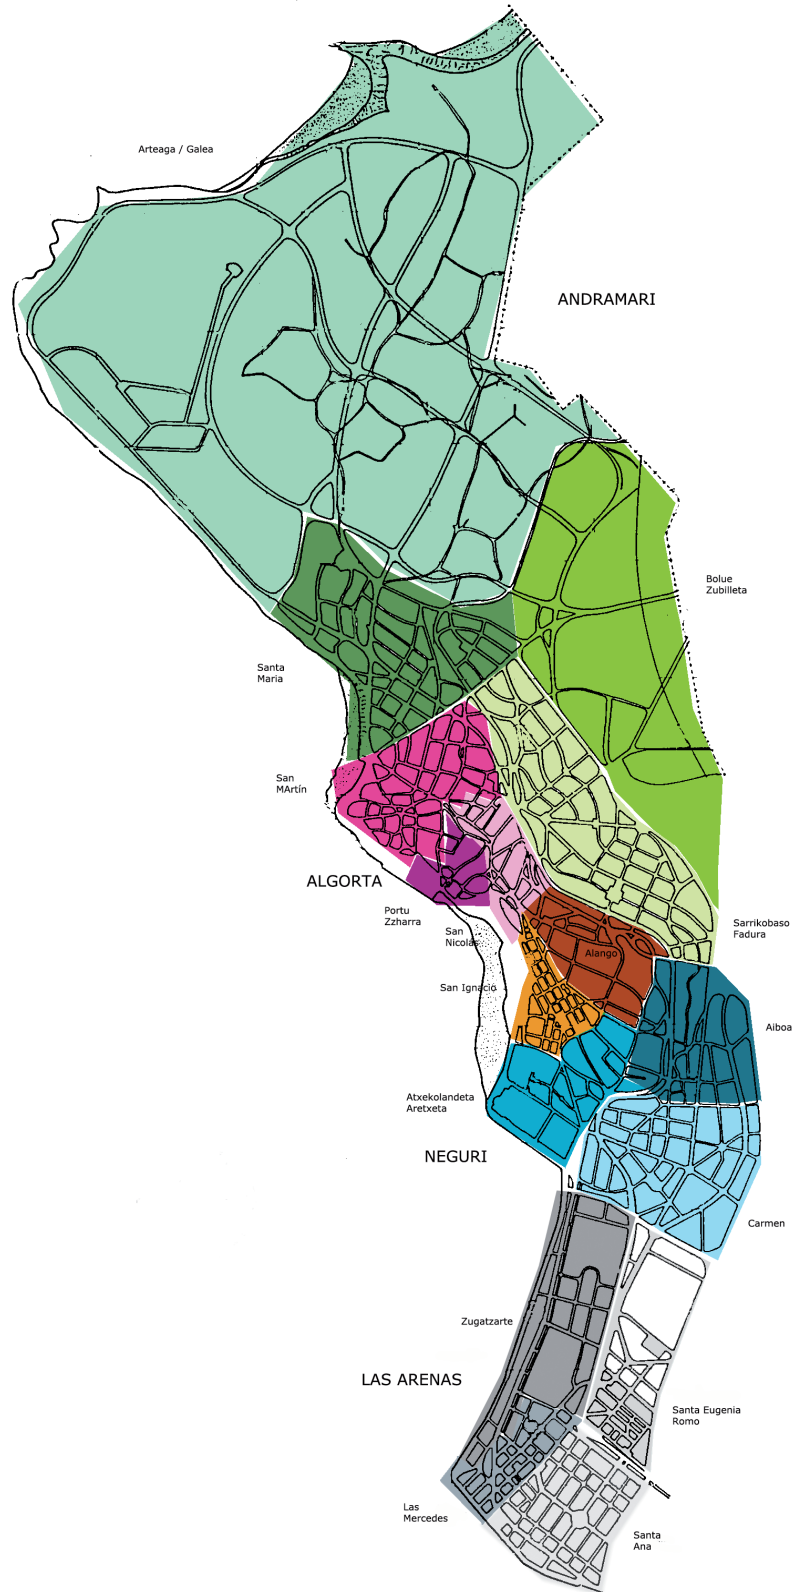 Arteaga / Galea
ANDRAMARI
Bolue
Zubilleta
Santa
Maria
San
MArtín
ALGORTA
Portu
Zzharra
San
Nicolás
Sarrikobaso
Fadura
Alango
San Ignacio
Aiboa
Atxekolandeta
Aretxeta
NEGURI
Carmen
Zugatzarte
LAS ARENAS
Santa Eugenia
Romo
Las
Mercedes
Santa
Ana